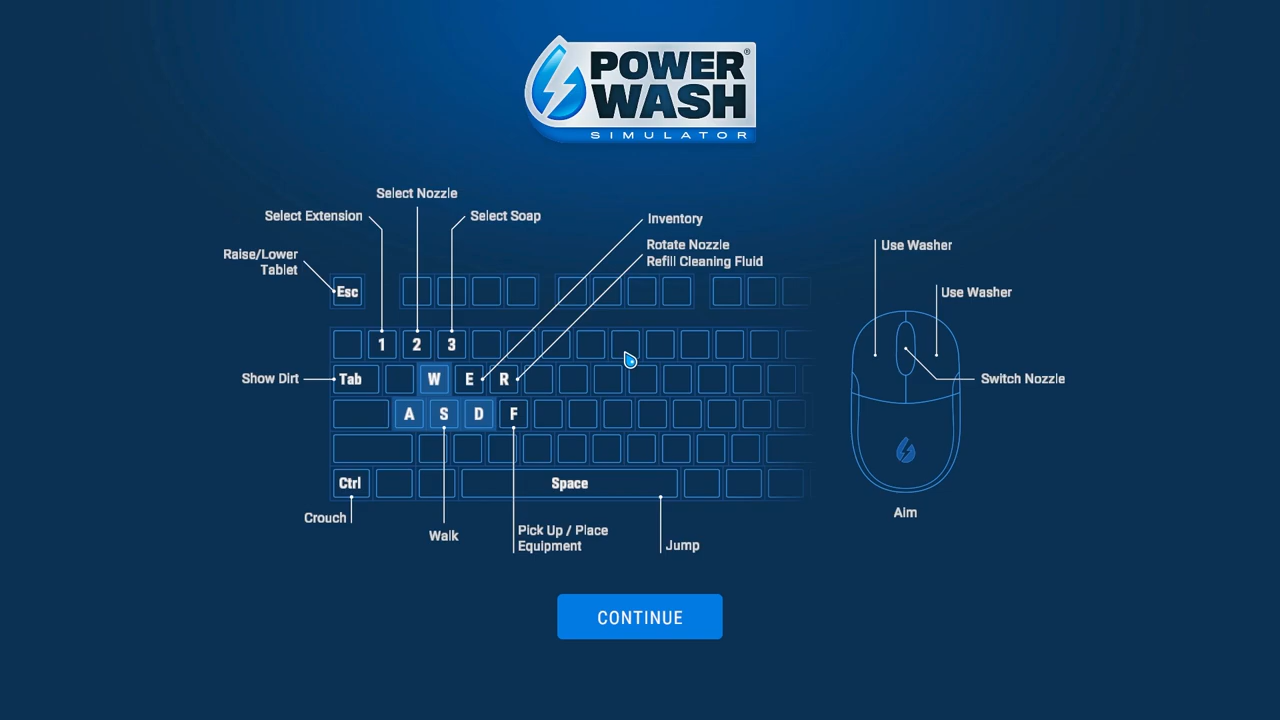 POWER®
WASH
SIMULATOR
Select Nozzle
Select Extension
Select Soap
Inventory
Raise/Lower
Tablet
Rotate Nozzle
Refill Cleaning Fluid
Use Washer
Use Washer
Esc
1 2 3
Show Dirt
Tab W E R
Switch Nozzle
A S D F
Ctrl Space
Crouch
Walk
Pick Up / Place
Equipment
Jump
Aim
CONTINUE